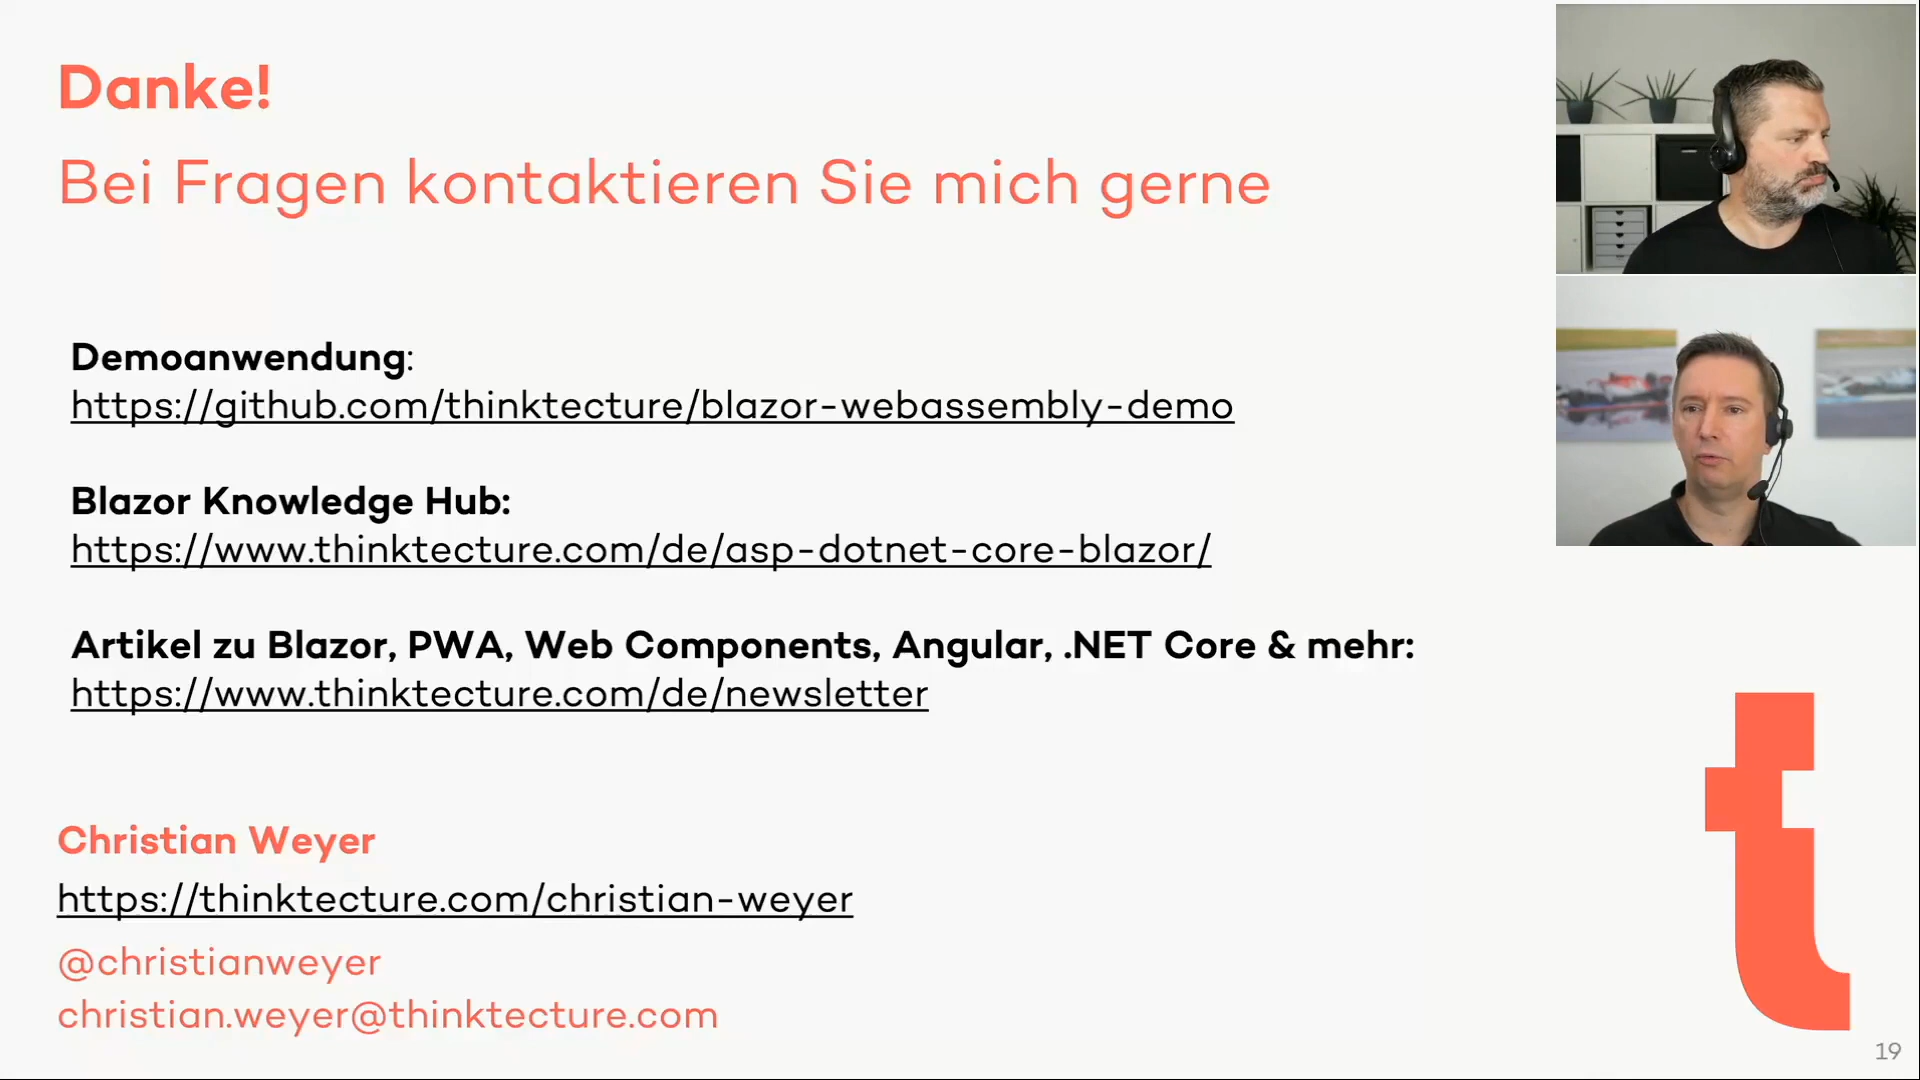 Danke!
Bei Fragen kontaktieren Sie mich gerne
Demoanwendung:
https://github.com/thinktecture/blazor-webassembly-demo
Blazor Knowledge Hub:
https://www.thinktecture.com/de/asp-dotnet-core-blazor/
Artikel zu Blazor, PWA, Web Components, Angular, .NET Core & mehr:
https://www.thinktecture.com/de/newsletter
Christian Weyer
https://thinktecture.com/christian-weyer
@christianweyer
christian.weyer@thinktecture.com
t
19